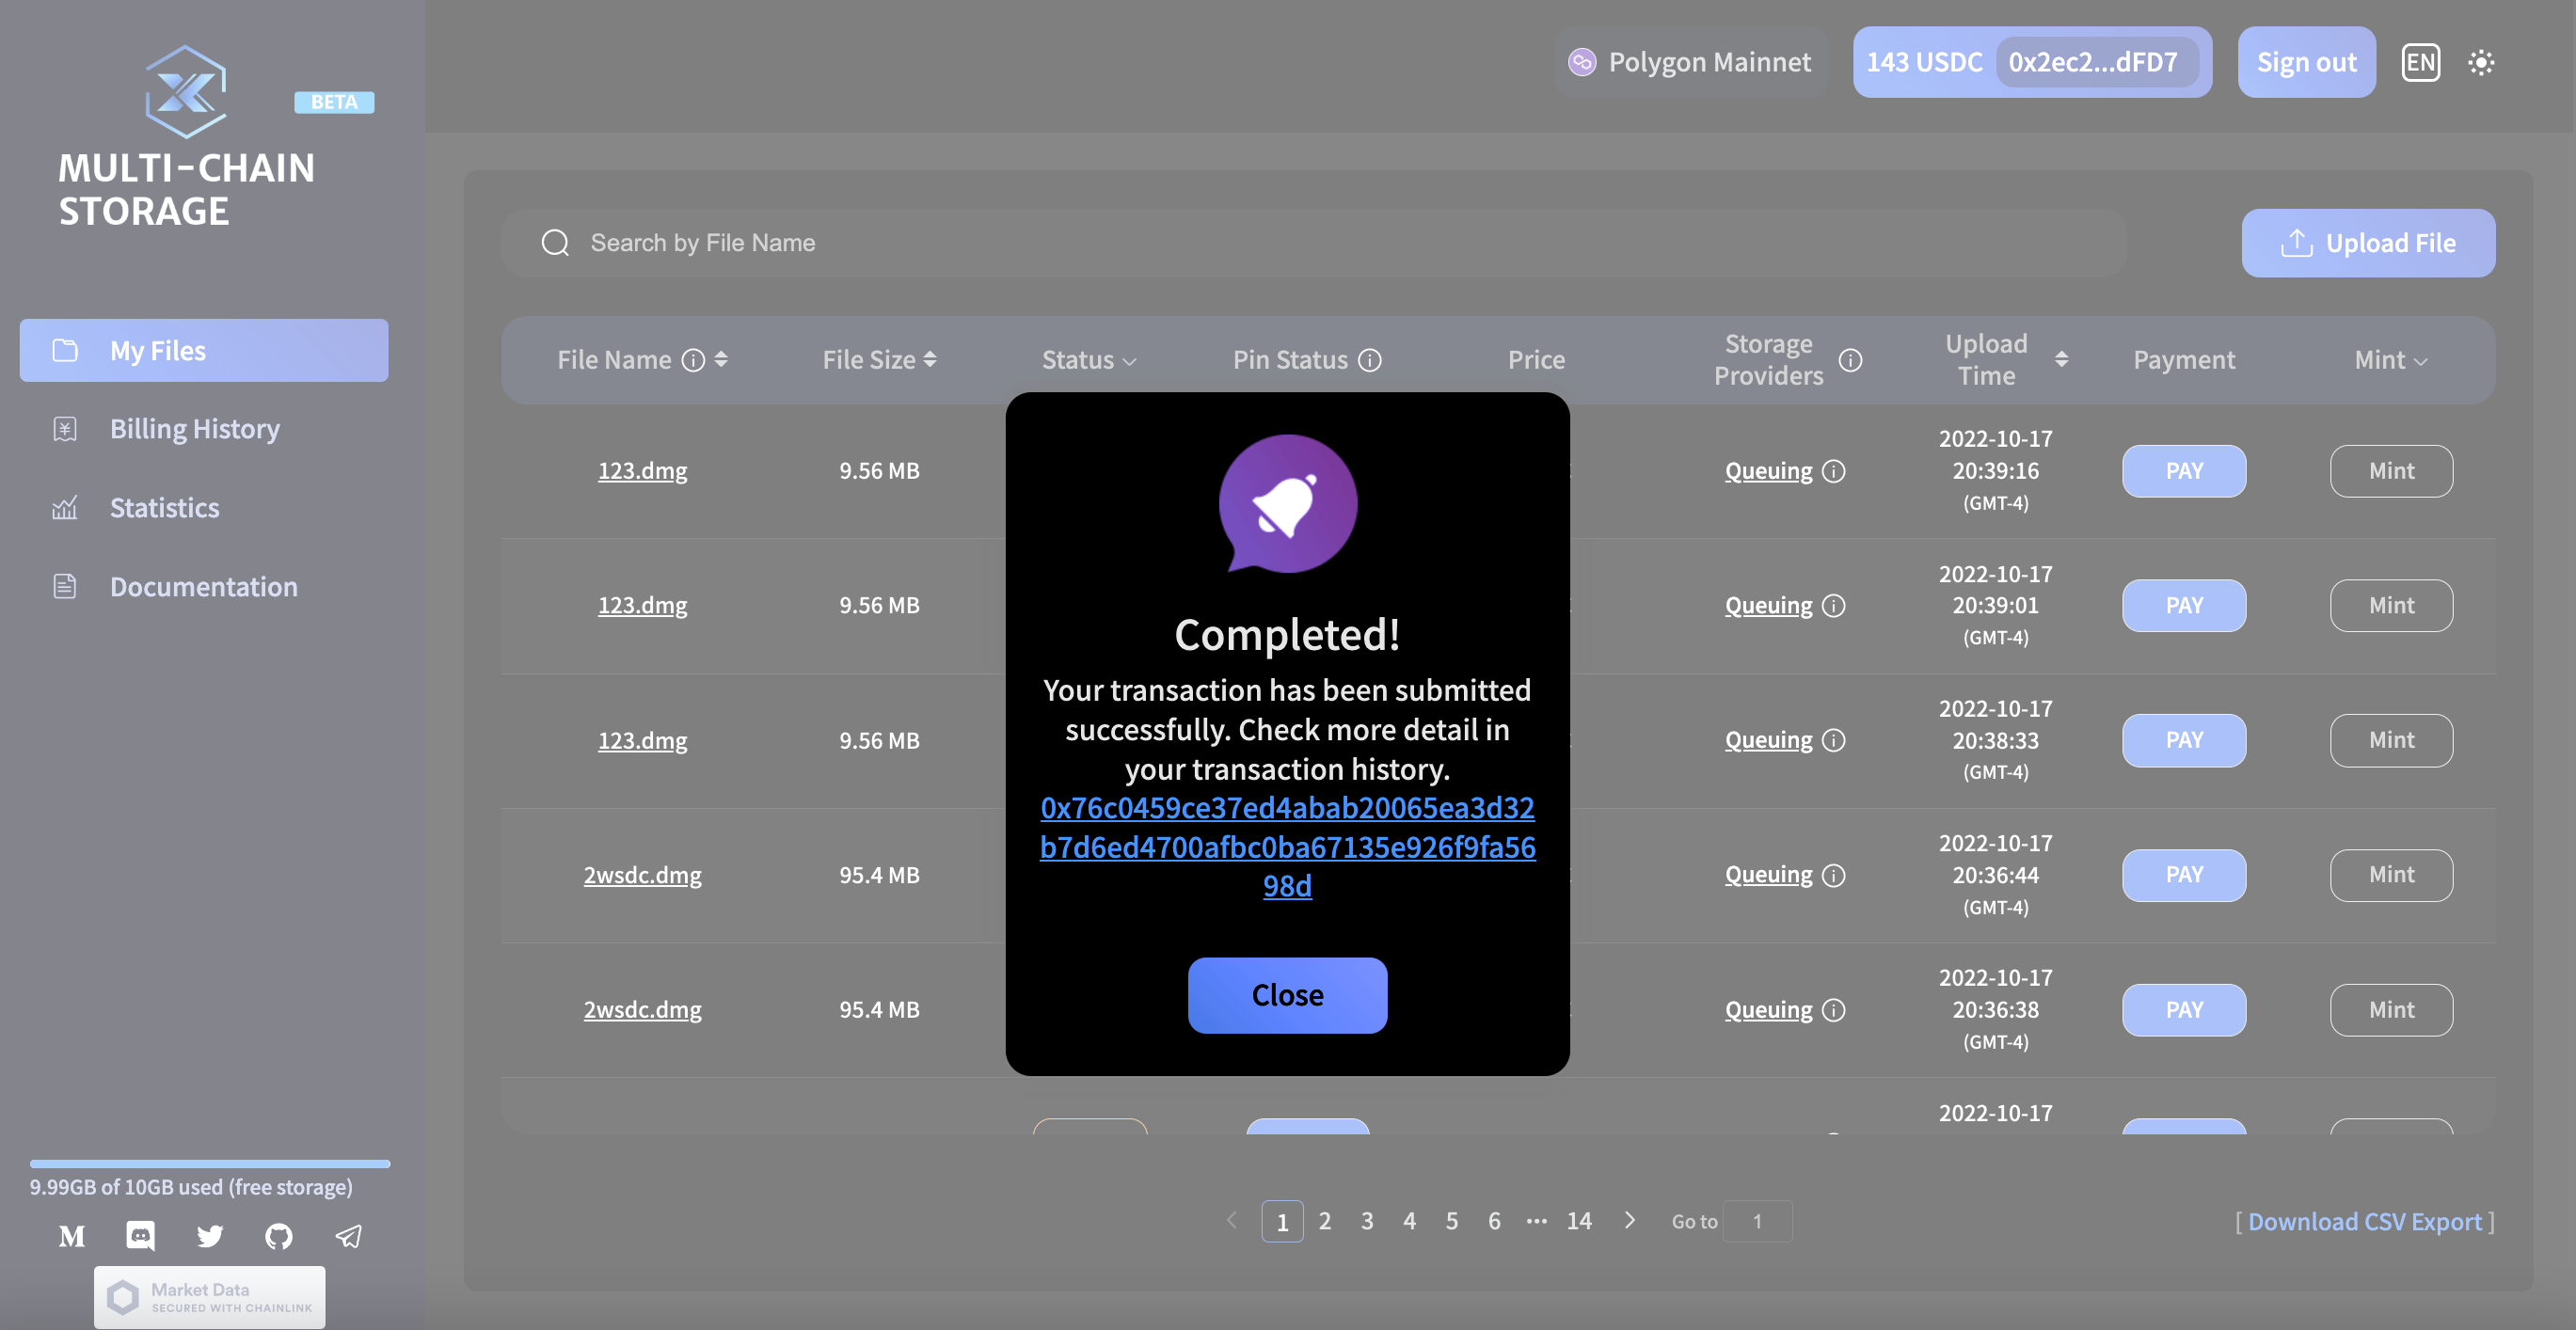 MULTI-CHAIN
STORAGE
BETA
My Files
Billing History
Statistics
Documentation
9.99GB of 10GB used (free storage)
Market Data
SECURED WITH CHAINLINK
Polygon Mainnet
143 USDC 0x2ec2...dFD7
Sign out
EN
Search by File Name
Upload File
File Name File Size Status Pin Status Price Storage Providers Upload Time Payment Mint
123.dmg 9.56 MB Queuing 2022-10-17 20:39:16 (GMT-4) PAY Mint
123.dmg 9.56 MB Queuing 2022-10-17 20:39:01 (GMT-4) PAY Mint
123.dmg 9.56 MB Queuing 2022-10-17 20:38:33 (GMT-4) PAY Mint
2wsdc.dmg 95.4 MB Queuing 2022-10-17 20:36:44 (GMT-4) PAY Mint
2wsdc.dmg 95.4 MB Queuing 2022-10-17 20:36:38 (GMT-4) PAY Mint
2022-10-17
Completed!
Your transaction has been submitted
successfully. Check more detail in
your transaction history.
0x76c0459ce37ed4abab20065ea3d32
b7d6ed4700afbc0ba67135e926f9fa56
98d
Close
1 2 3 4 5 6 ••• 14 Go to 1
[ Download CSV Export ]